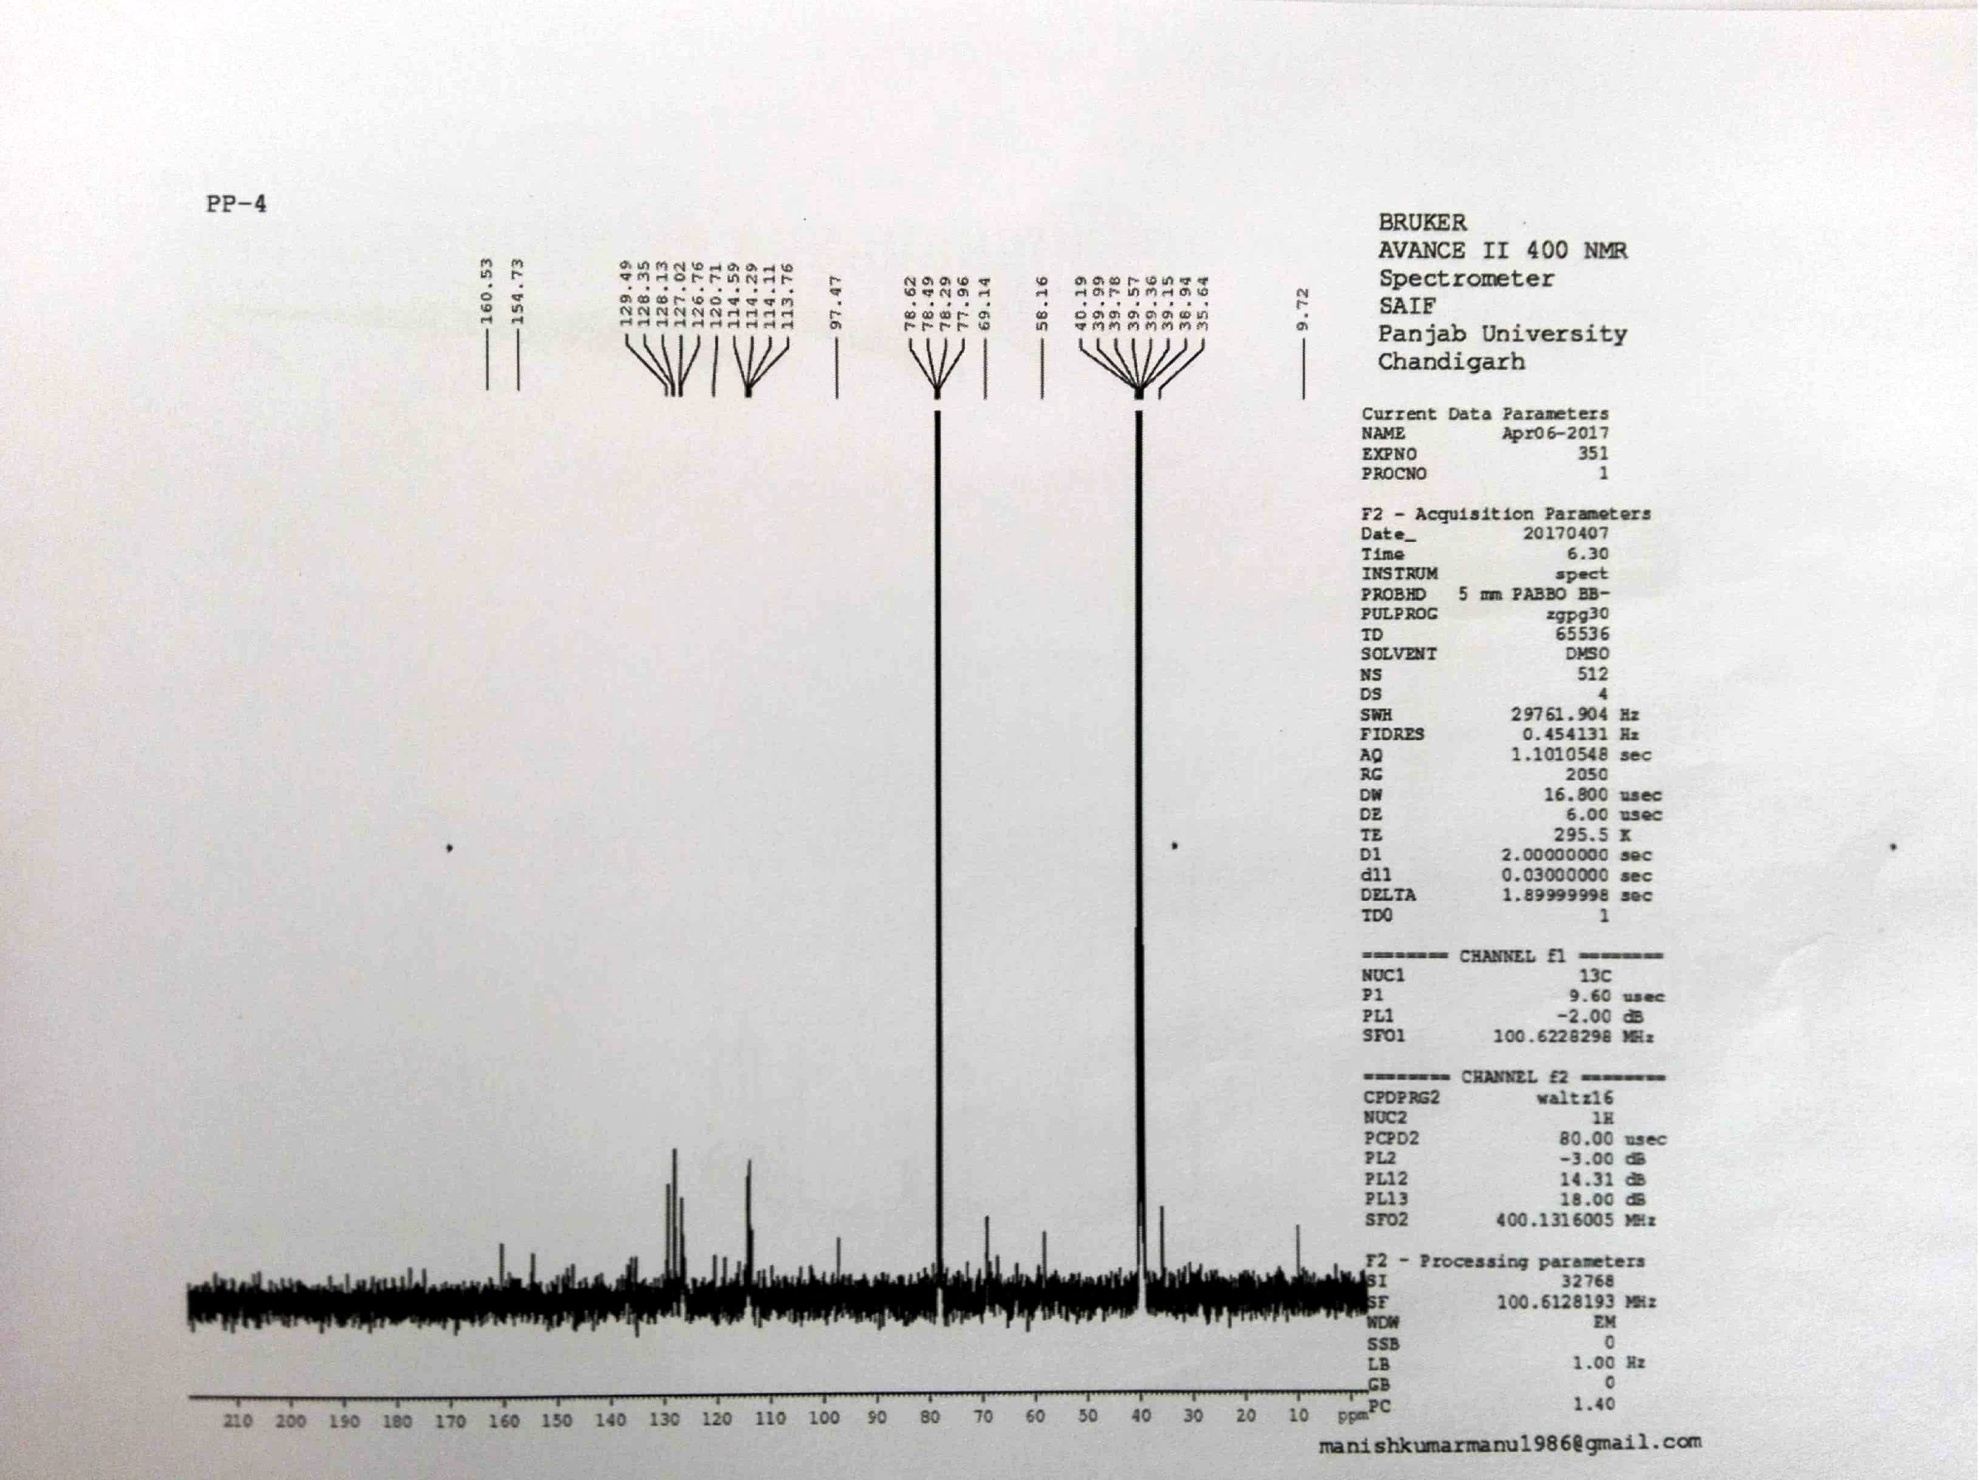 PP-4
160.53
154.73
129.49
128.35
128.13
127.02
126.76
120.71
114.59
114.29
114.11
113.76
97.47
78.62
78.49
78.29
77.96
69.14
58.16
40.19
39.99
39.78
39.57
39.36
39.15
38.94
35.64
9.72
BRUKER
AVANCE II 400 NMR
Spectrometer
SAIF
Panjab University
Chandigarh
Current Data Parameters
NAME Apr06-2017
EXPNO 351
PROCNO 1
F2 - Acquisition Parameters
Date_ 20170407
Time 6.30
INSTRUM spect
PROBHD 5 mm PABBO BB-
PULPROG zgpg30
TD 65536
SOLVENT DMSO
NS 512
DS 4
SWH 29761.904 Hz
FIDRES 0.454131 Hz
AQ 1.1010548 sec
RG 2050
DW 16.800 usec
DE 6.00 usec
TE 295.5 K
D1 2.00000000 sec
d11 0.03000000 sec
DELTA 1.89999998 sec
TD0 1
======== CHANNEL f1 ========
NUC1 13C
P1 9.60 usec
PL1 -2.00 dB
SFO1 100.6228298 MHz
======== CHANNEL f2 ========
CPDPRG2 waltz16
NUC2 1H
PCPD2 80.00 usec
PL2 -3.00 dB
PL12 14.31 dB
PL13 18.00 dB
SFO2 400.1316005 MHz
F2 - Processing parameters
SI 32768
SF 100.6128193 MHz
WDW EM
SSB 0
LB 1.00 Hz
GB 0
PC 1.40
210 200 190 180 170 160 150 140 130 120 110 100 90 80 70 60 50 40 30 20 10 ppm
manishkumarmanu1986@gmail.com